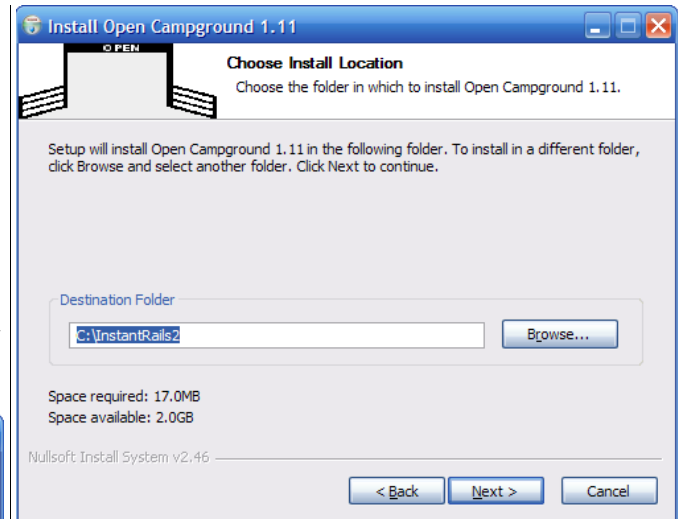 Install Open Campground 1.11
OPEN
Choose Install Location
Choose the folder in which to install Open Campground 1.11.
Setup will install Open Campground 1.11 in the following folder. To install in a different folder,
click Browse and select another folder. Click Next to continue.
Destination Folder
C:\InstantRails2
Browse...
Space required: 17.0MB
Space available: 2.0GB
Nullsoft Install System v2.46
< Back
Next >
Cancel